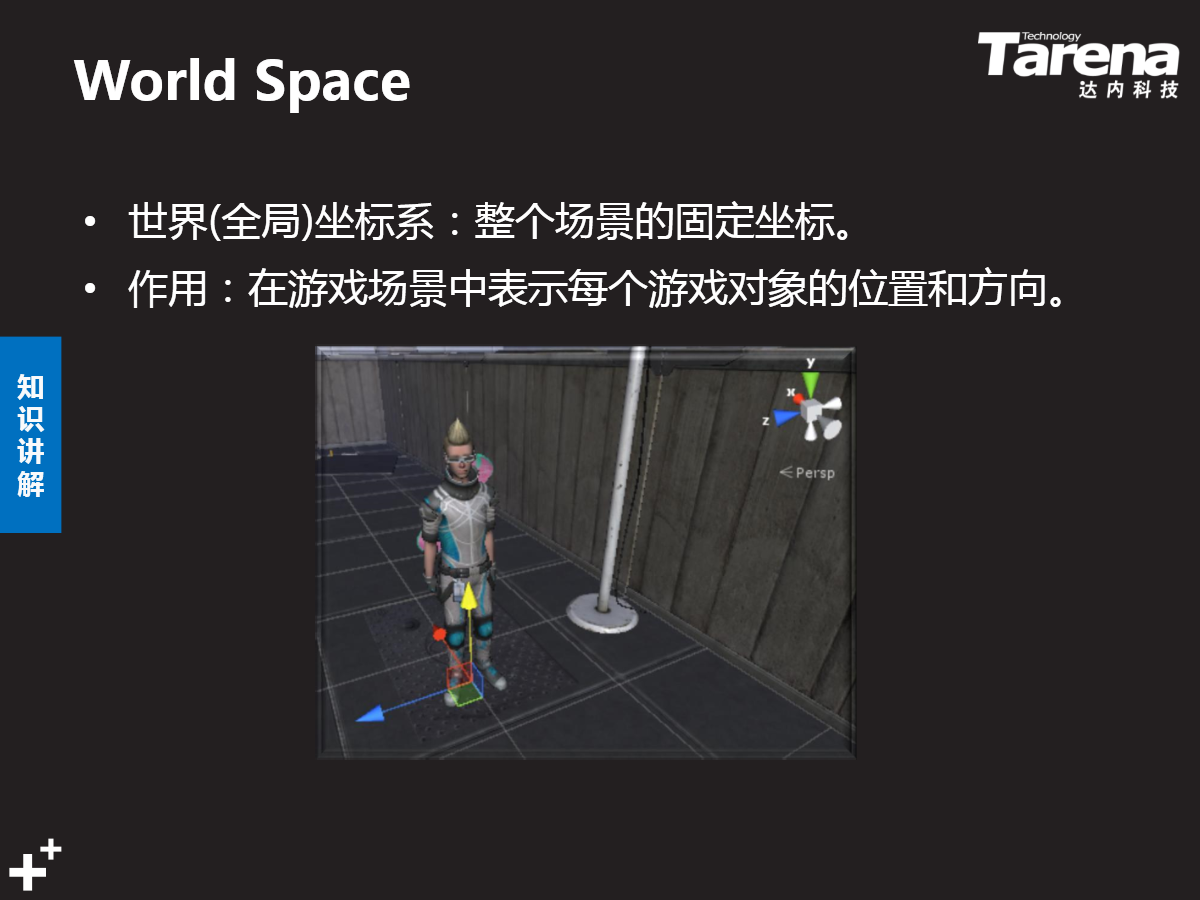 World Space
Technology
Tarena
达内科技
• 世界(全局)坐标系：整个场景的固定坐标。
• 作用：在游戏场景中表示每个游戏对象的位置和方向。
知识讲解
y
x
z
< Persp